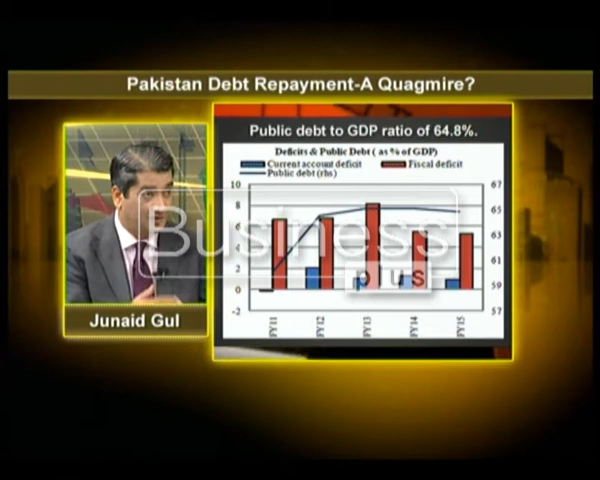 Pakistan Debt Repayment-A Quagmire?
Public debt to GDP ratio of 64.8%.
Deficits & Public Debt ( as % of GDP)
Current account deficit
Fiscal deficit
Public debt (rhs)
10
8
6
2
0
-2
67
65
63
61
59
57
FY11
FY12
FY13
FY14
FY15
Business
plus
Junaid Gul